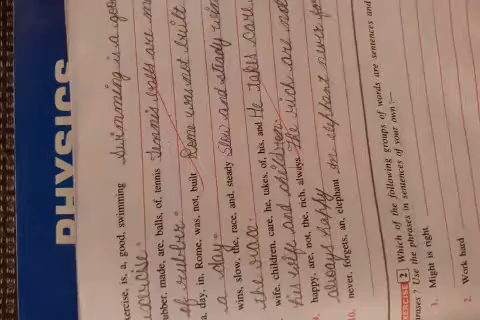 PHYSICS
exercise, is, a, good, swimming Swimming is a good
exercise.
rubber, made, are, balls, of, tennis Tennis balls are
of rubber.
a, day, in, Rome, was, not, built Rome was not built
a day.
wins, slow, the, race, and, steady Slow and steady wins
the race.
wife, children, care, he, takes, of, his, and He takes care
his wife and children.
happy, are, not, the, rich, always The rich are not
always happy
never, forgets, an, elephant An elephant never
EXERCISE 2 Which of the following groups of words are sentences and
phrases ? Use the phrases in sentences of your own :—
1. Might is right
2. Work hard